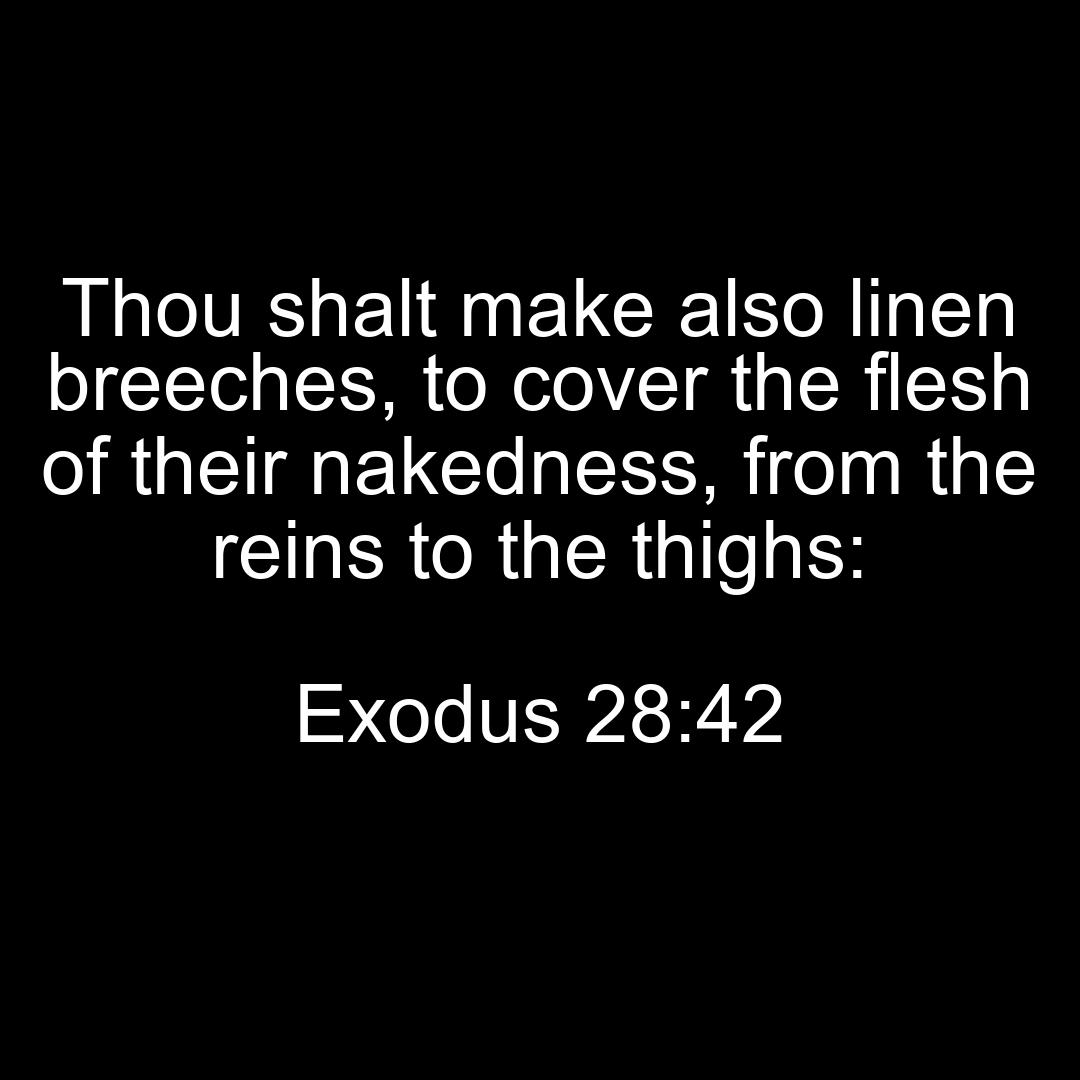 Thou shalt make also linen
breeches, to cover the flesh
of their nakedness, from the
reins to the thighs:
Exodus 28:42